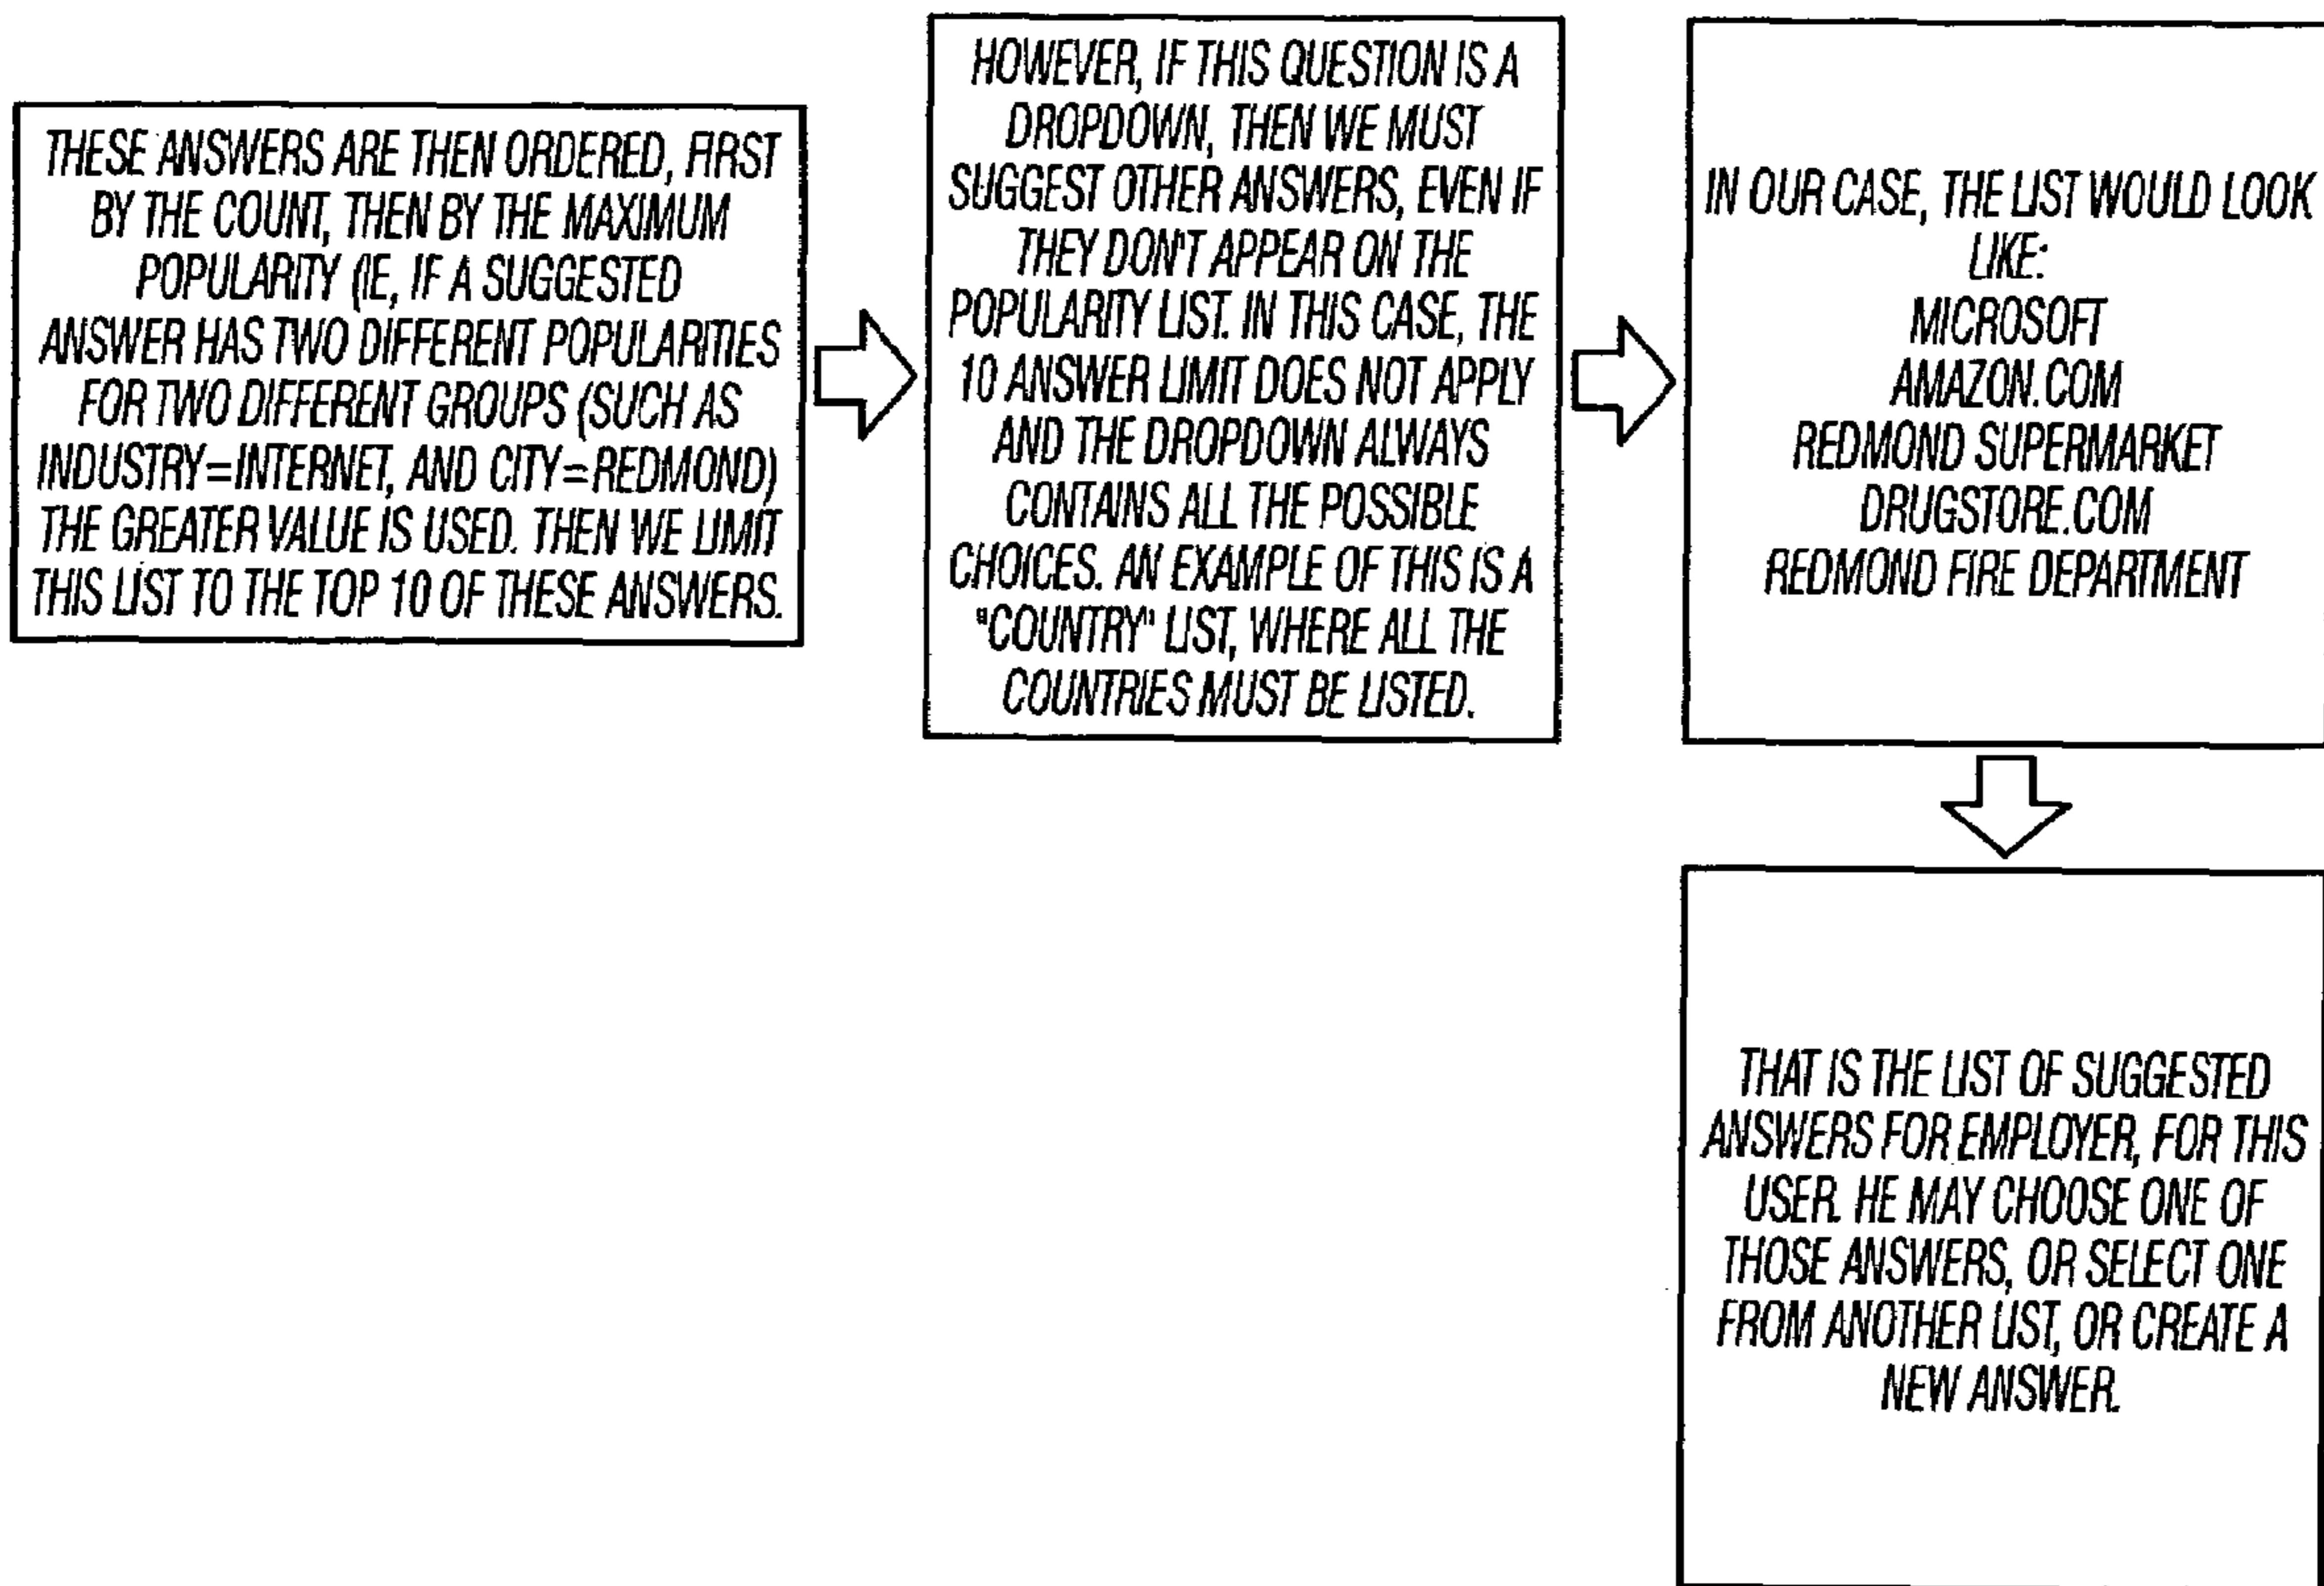 THESE ANSWERS ARE THEN ORDERED, FIRST
BY THE COUNT, THEN BY THE MAXIMUM
POPULARITY (IE, IF A SUGGESTED
ANSWER HAS TWO DIFFERENT POPULARITIES
FOR TWO DIFFERENT GROUPS (SUCH AS
INDUSTRY=INTERNET, AND CITY=REDMOND)
THE GREATER VALUE IS USED. THEN WE LIMIT
THIS LIST TO THE TOP 10 OF THESE ANSWERS.
HOWEVER, IF THIS QUESTION IS A
DROPDOWN, THEN WE MUST
SUGGEST OTHER ANSWERS, EVEN IF
THEY DON'T APPEAR ON THE
POPULARITY LIST. IN THIS CASE, THE
10 ANSWER LIMIT DOES NOT APPLY
AND THE DROPDOWN ALWAYS
CONTAINS ALL THE POSSIBLE
CHOICES. AN EXAMPLE OF THIS IS A
"COUNTRY" LIST, WHERE ALL THE
COUNTRIES MUST BE LISTED.
IN OUR CASE, THE LIST WOULD LOOK
LIKE:
MICROSOFT
AMAZON.COM
REDMOND SUPERMARKET
DRUGSTORE.COM
REDMOND FIRE DEPARTMENT
THAT IS THE LIST OF SUGGESTED
ANSWERS FOR EMPLOYER, FOR THIS
USER. HE MAY CHOOSE ONE OF
THOSE ANSWERS, OR SELECT ONE
FROM ANOTHER LIST, OR CREATE A
NEW ANSWER.